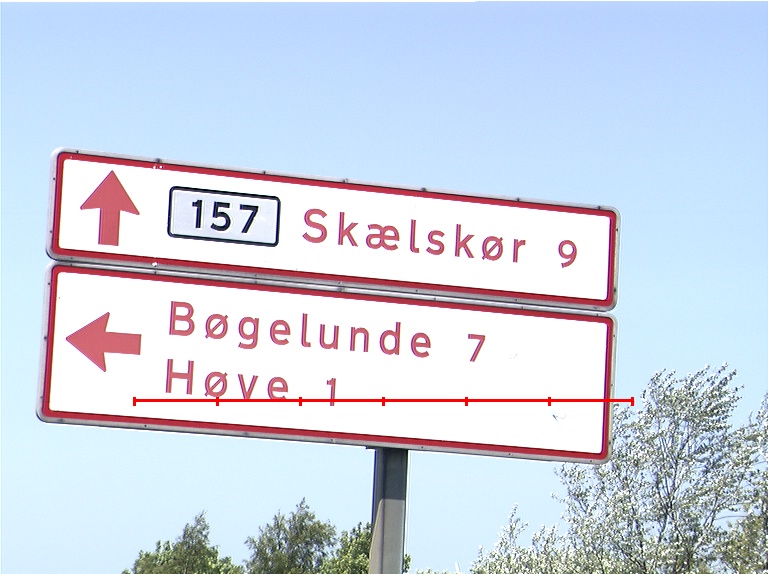 157 Skælskør 9
Bøgelunde 7
Høve 1